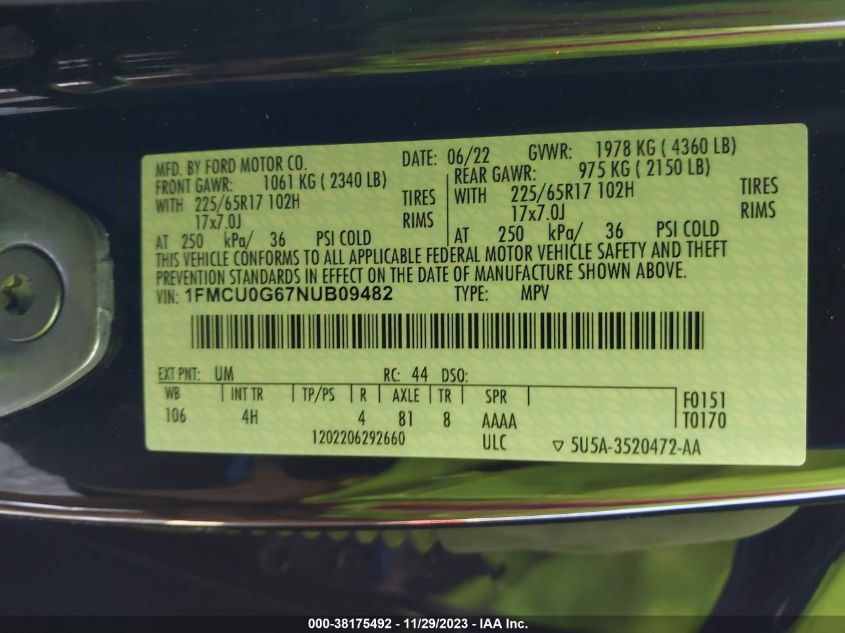 MFD. BY FORD MOTOR CO. DATE: 06/22 GVWR: 1978 KG ( 4360 LB)
FRONT GAWR: 1061 KG ( 2340 LB) REAR GAWR: 975 KG ( 2150 LB)
WITH 225/65R17 102H TIRES WITH 225/65R17 102H TIRES
17x7.0J RIMS 17x7.0J RIMS
AT 250 kPa/ 36 PSI COLD AT 250 kPa/ 36 PSI COLD
THIS VEHICLE CONFORMS TO ALL APPLICABLE FEDERAL MOTOR VEHICLE SAFETY AND THEFT
PREVENTION STANDARDS IN EFFECT ON THE DATE OF MANUFACTURE SHOWN ABOVE.
VIN: 1FMCU0G67NUB09482 TYPE: MPV
EXT PNT: UM RC: 44 DSO:
WB INT TR TP/PS R AXLE TR SPR F0151
106 4H 4 81 8 AAAA T0170
1202206292660 ULC ▽ 5U5A-3520472-AA
000-38175492 - 11/29/2023 - IAA Inc.